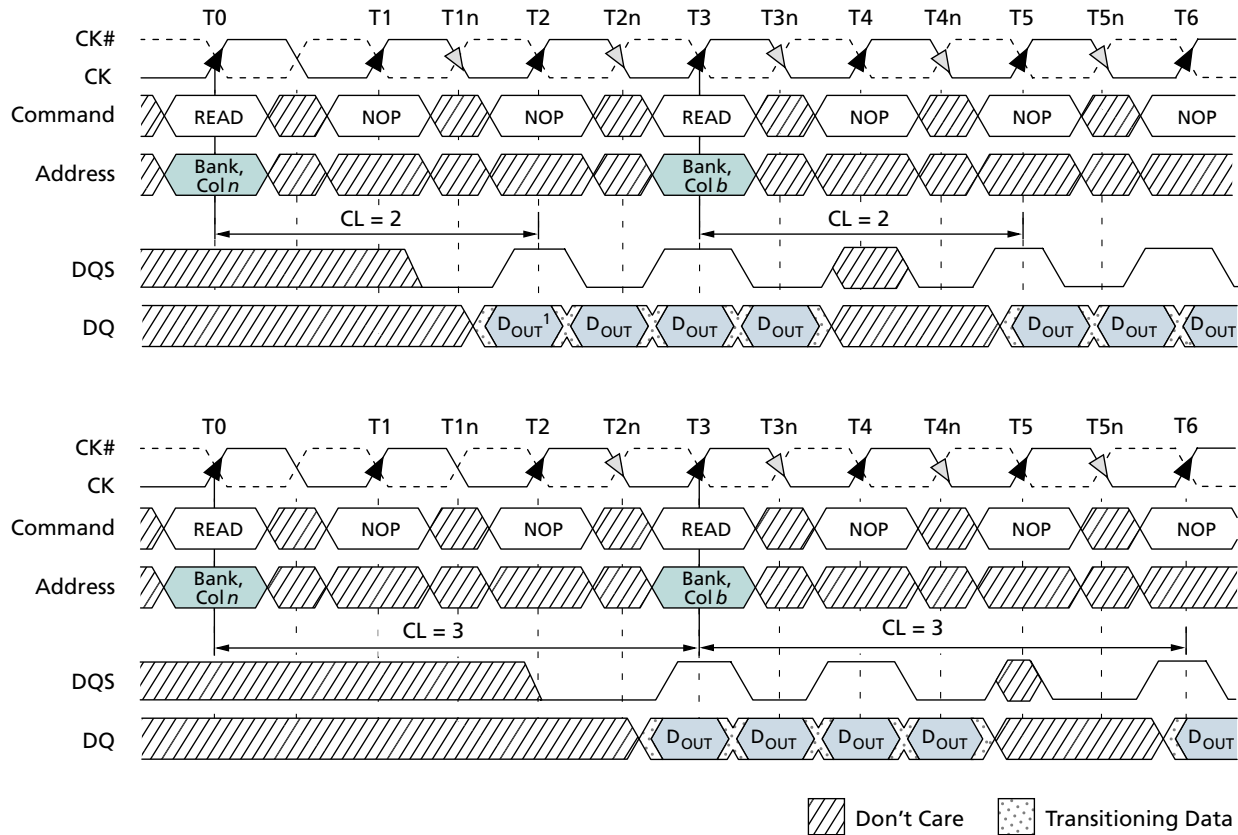 T0 T1 T1n T2 T2n T3 T3n T4 T4n T5 T5n T6
CK#
CK
Command READ NOP NOP READ NOP NOP NOP
Address Bank, Col n Bank, Col b
CL = 2 CL = 2
DQS
DQ DOUT1 DOUT DOUT DOUT DOUT DOUT DOUT
T0 T1 T1n T2 T2n T3 T3n T4 T4n T5 T5n T6
CK#
CK
Command READ NOP NOP READ NOP NOP NOP
Address Bank, Col n Bank, Col b
CL = 3 CL = 3
DQS
DQ DOUT DOUT DOUT DOUT DOUT
Don't Care Transitioning Data